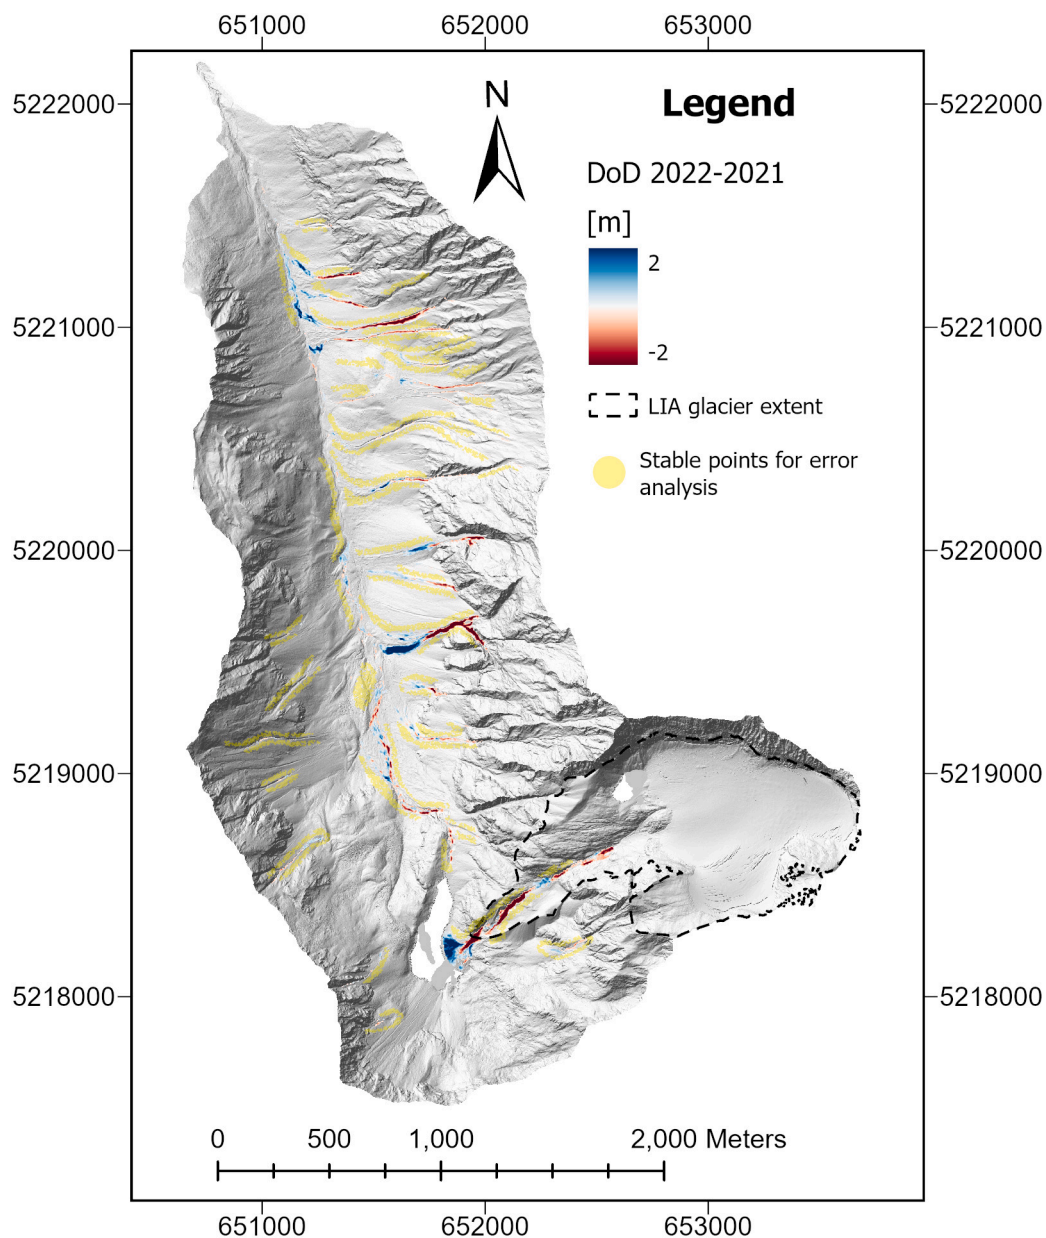 651000 652000 653000
5222000 5222000
N
Legend
DoD 2022-2021
[m]
2
5221000 5221000
-2
LIA glacier extent
Stable points for error
analysis
5220000 5220000
5219000 5219000
5218000 5218000
0 500 1,000 2,000 Meters
651000 652000 653000